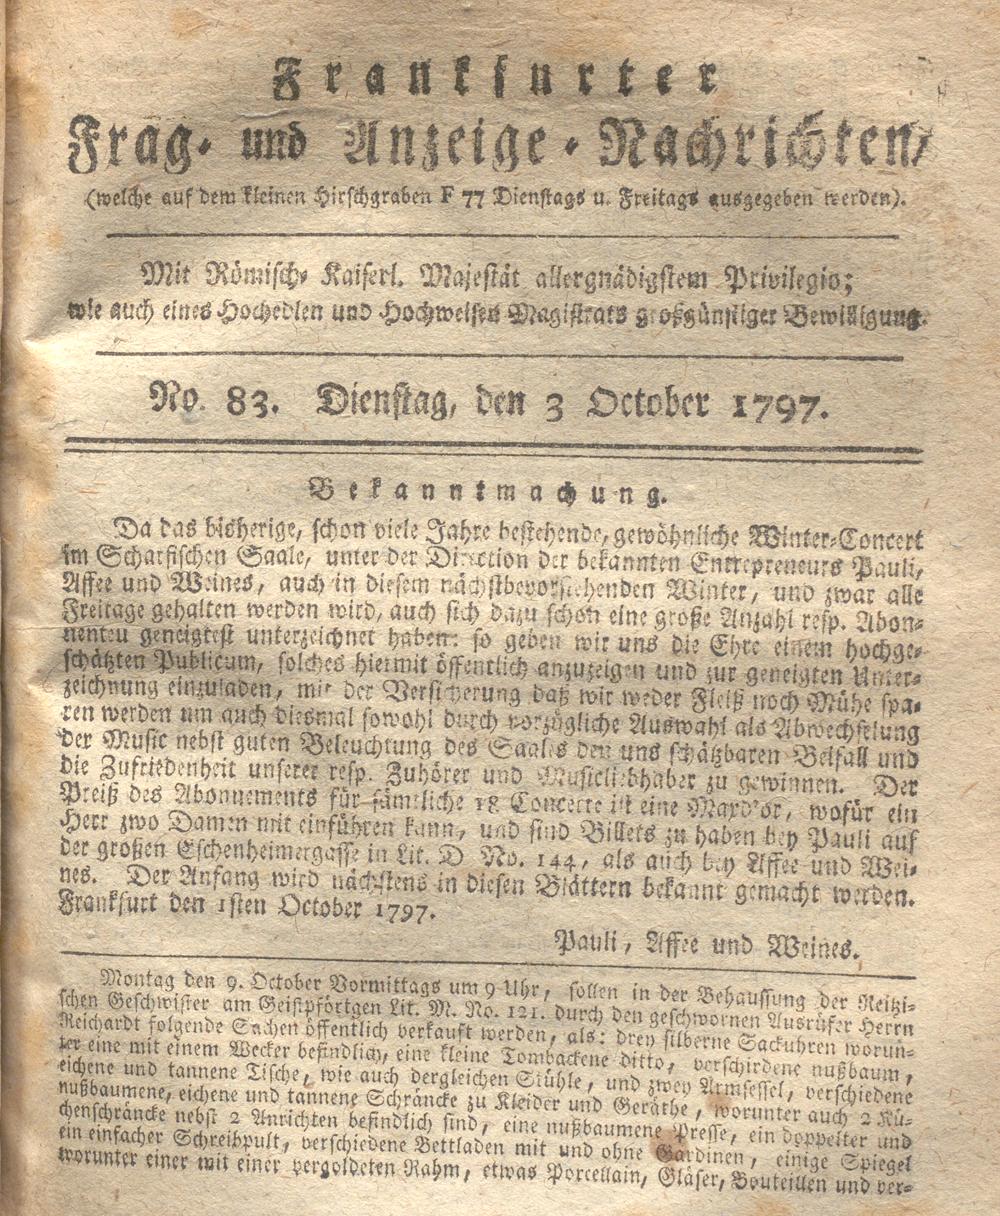 Frankfurter
Frag- und Anzeige-Nachrichten,
(welche auf dem kleinen Hirschgraben F 77 Dienstags u. Freitags ausgegeben werden).
Mit Römisch- Kaiserl. Majestät allergnädigstem Privilegio;
wie auch eines Hochedlen und Hochweisen Magistrats großgünstiger Bewilligung.
No. 83. Dienstag, den 3 October 1797.
Bekanntmachung.
Da das bisherige, schon viele Jahre bestehende, gewöhnliche Winter-Concert
im Scharfischen Saale, unter der Direction der bekannten Entrepreneurs Pauli,
Affee und Weines, auch in diesem nächstbevorstehenden Winter, und zwar alle
Freitage gehalten werden wird, auch sich dazu schon eine große Anzahl resp. Abon-
nenten geneigtest unterzeichnet haben: so geben wir uns die Ehre einem hochge-
schätzten Publicum, solches hiermit öffentlich anzuzeigen und zur geneigten Unter-
zeichnung einzuladen, mit der Versicherung daß wir weder Fleiß noch Mühe spa-
ren werden um auch diesmal sowohl durch vorzügliche Auswahl als Abwechselung
der Music nebst guten Beleuchtung des Saales den uns schätzbaren Beifall und
die Zufriedenheit unserer resp. Zuhörer und Musicliebhaber zu gewinnen. Der
Preiß des Abonnements für sämtliche 18 Concerte ist eine Maxd'or, wofür ein
Herr zwo Damen mit einführen kann, und sind Billets zu haben bey Pauli auf
der großen Eschenheimergasse in Lit. D No. 144, als auch bey Affee und Wei-
nes. Der Anfang wird nächstens in diesen Blättern bekannt gemacht werden.
Frankfurt den 1sten October 1797.
Pauli, Affee und Weines.
Montag den 9. October Vormittags um 9 Uhr, sollen in der Behaussung der Reitzi-
schen Geschwister am Geistpförtgen Lit. M. No. 121. durch den geschwornen Ausrüfer Herrn
Reichardt folgende Sachen öffentlich verkauft werden, als: drey silberne Sackuhren worun-
ter eine mit einem Wecker befindlich, eine kleine Tombackene ditto, verschirdene nußbaum,
eichene und tannene Tische, wie auch dergleichen Stühle, und zwey Armsessel, verschiedene
nußbaumene, eichene und tannene Schräncke zu Kleider und Geräthe, worunter auch 2 Kü-
chenschräncke nebst 2 Anrichten befindlich sind, eine nußbaumene Presse, ein doppelter und
ein einfacher Schreibpult, verschiedene Bettladen mit und ohne Gardinen, einige Spiegel
worunter einer mit einer vergoldeten Rahm, etwas Porcellain, Gläser, Bouteillen und ver-